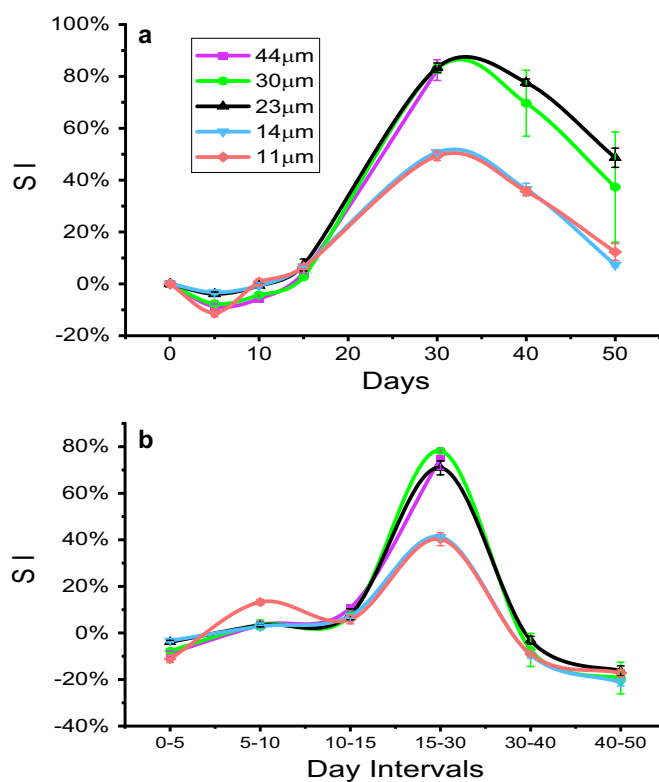 100%
80%
60%
40%
20%
0%
-20%
a
44μm
30μm
23μm
14μm
11μm
SI
0 10 20 30 40 50
Days
b
80%
60%
40%
20%
0%
-20%
-40%
SI
0-5 5-10 10-15 15-30 30-40 40-50
Day Intervals